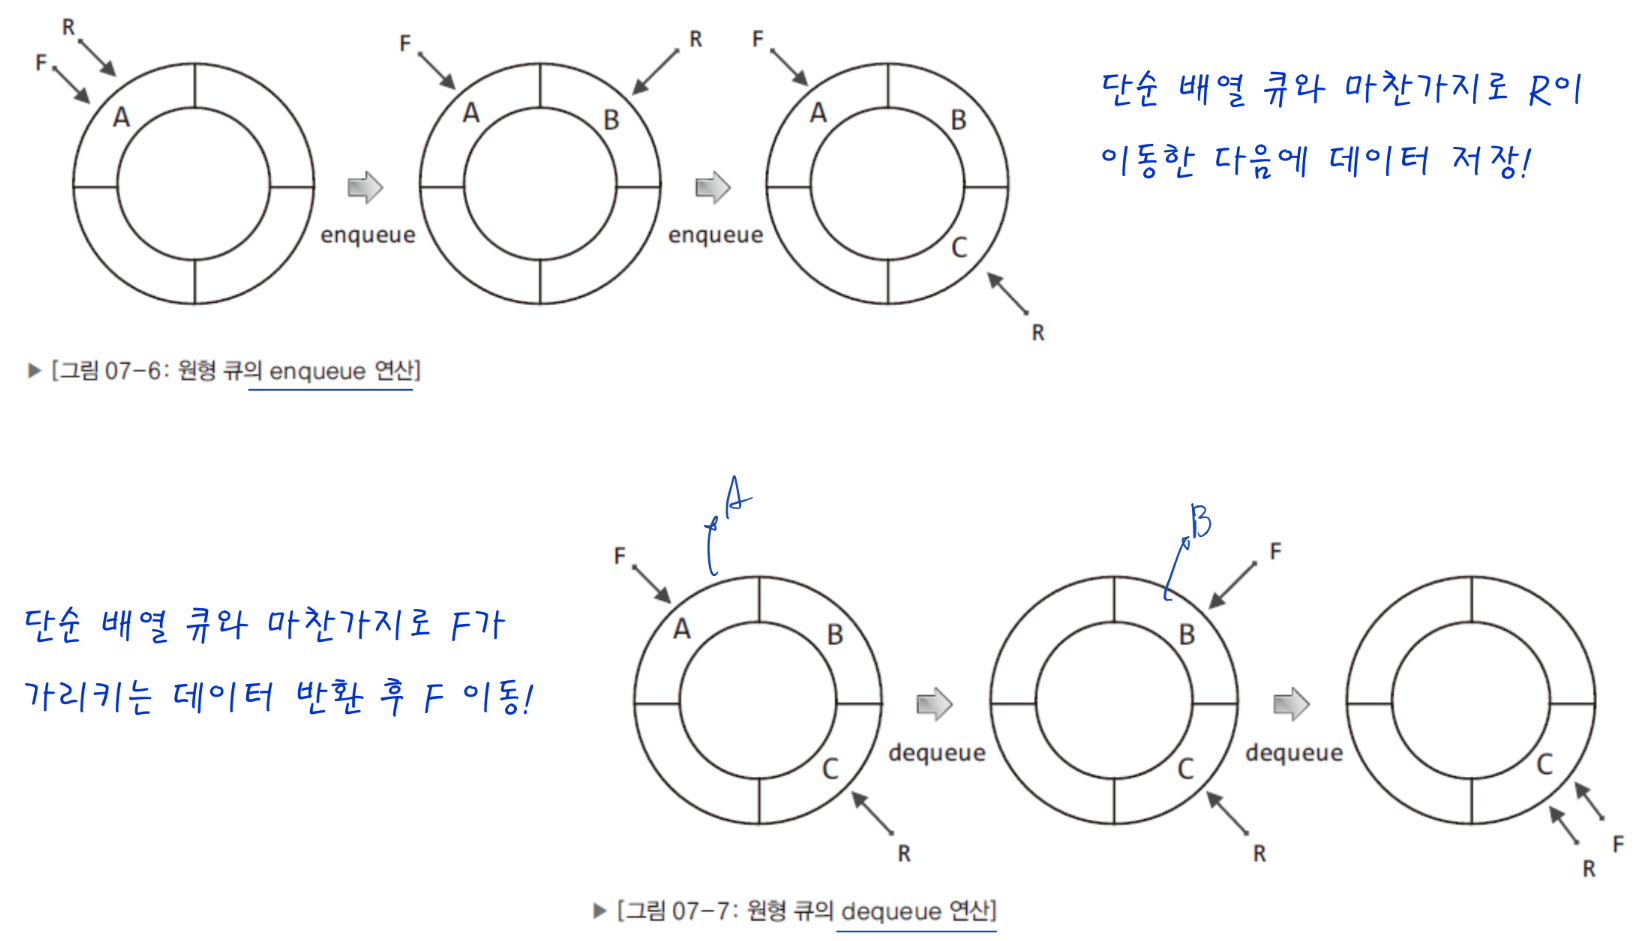 R
F
A
enqueue
F
R
A
B
enqueue
F
A
B
C
R
단순 배열 큐와 마찬가지로 R이
이동한 다음에 데이터 저장!
▶ [그림 07-6: 원형 큐의 enqueue 연산]
단순 배열 큐와 마찬가지로 F가
가리키는 데이터 반환 후 F 이동!
A
F
A
B
C
R
dequeue
B
F
B
C
R
dequeue
C
F
R
▶ [그림 07-7: 원형 큐의 dequeue 연산]